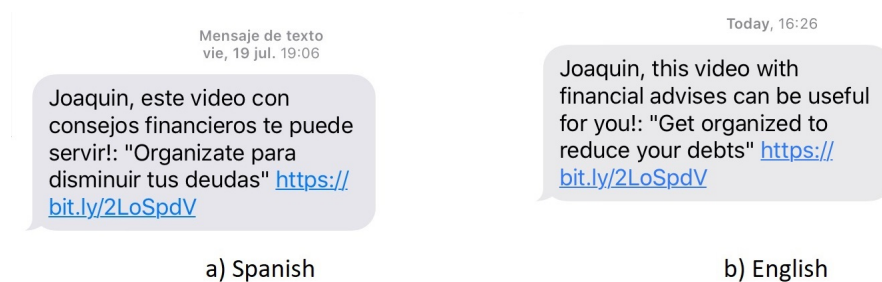 Mensaje de texto
vie, 19 jul. 19:06
Joaquin, este video con
consejos financieros te puede
servir!: "Organizate para
disminuir tus deudas" https://
bit.ly/2LoSpdV
a) Spanish
Today, 16:26
Joaquin, this video with
financial advises can be useful
for you!: "Get organized to
reduce your debts" https://
bit.ly/2LoSpdV
b) English